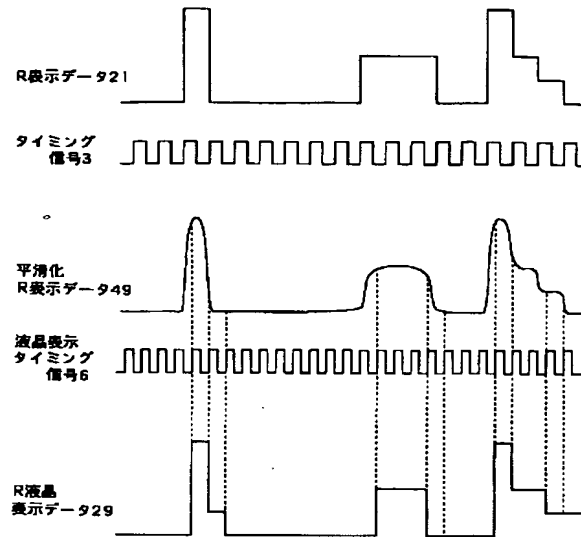 R表示データ21
タイミング
信号3
平滑化
R表示データ49
液晶表示
タイミング
信号6
R液晶
表示データ29